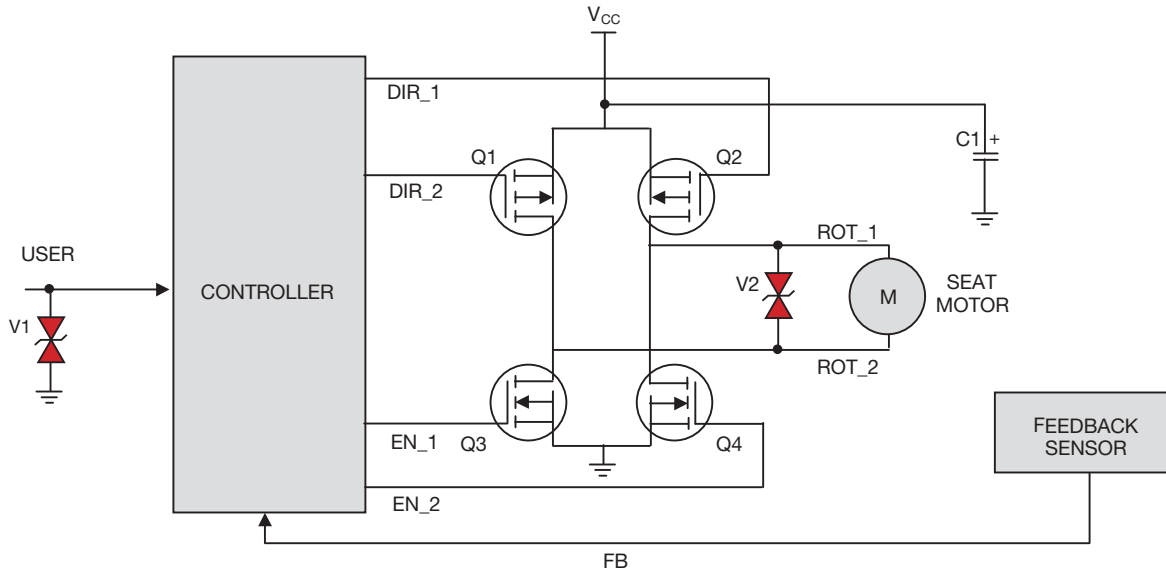 VCC
DIR_1
C1 +
Q1
Q2
DIR_2
USER
ROT_1
CONTROLLER
V2
M
SEAT
MOTOR
V1
ROT_2
EN_1
Q3
Q4
FEEDBACK
SENSOR
EN_2
FB